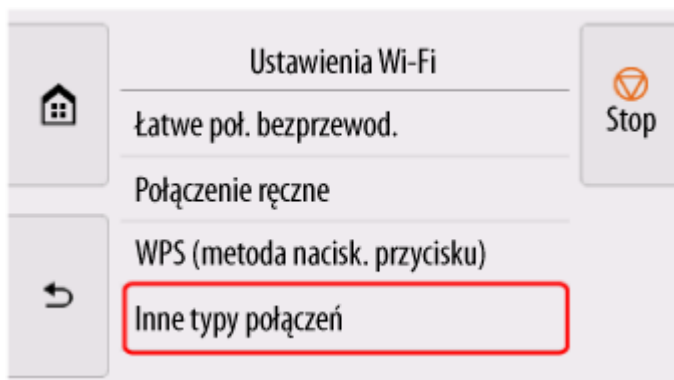 Ustawienia Wi-Fi
Stop
Łatwe poł. bezprzewod.
Połączenie ręczne
WPS (metoda nacisk. przycisku)
Inne typy połączeń